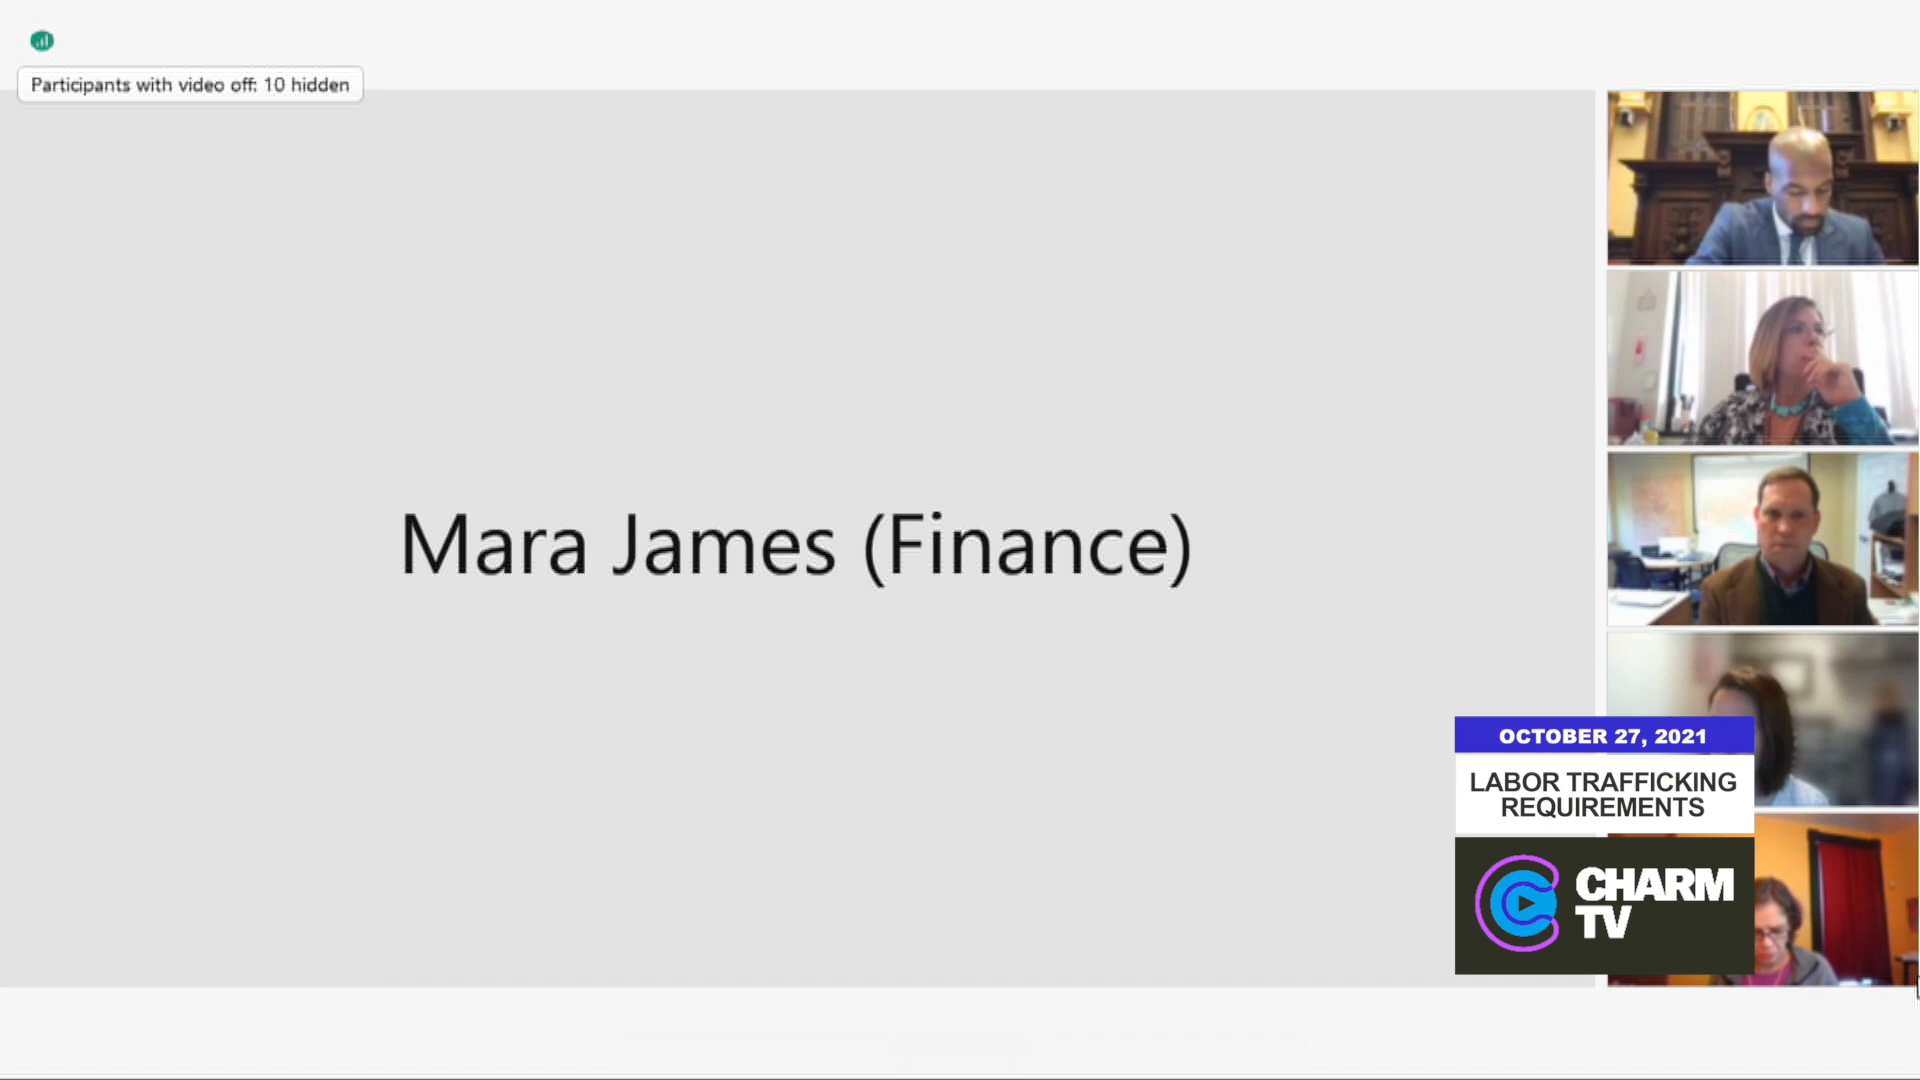 Participants with video off: 10 hidden
Mara James (Finance)
OCTOBER 27, 2021
LABOR TRAFFICKING
REQUIREMENTS
CHARM
TV